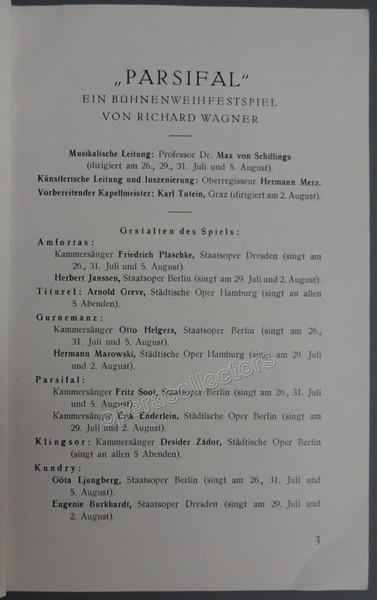 „PARSIFAL“
EIN BÜHNENWEIHFESTSPIEL
VON RICHARD WAGNER
Musikalische Leitung: Professor Dr. Max von Schillings
(dirigiert am 26., 29., 31. Juli und 5. August).
Künstlerische Leitung und Inszenierung: Oberregisseur Hermann Merz.
Vorbereitender Kapellmeister: Karl Tutein, Graz (dirigiert am 2. August).
Gestalten des Spiels:
Amfortas:
Kammersänger Friedrich Plaschke, Staatsoper Dresden (singt am
26., 31. Juli und 5. August).
Herbert Janssen, Staatsoper Berlin (singt am 29. Juli und 2. August).
Titurel: Arnold Greve, Städtische Oper Hamburg (singt an allen
5 Abenden).
Gurnemanz:
Kammersänger Otto Helgers, Staatsoper Berlin (singt am 26.,
31. Juli und 5. August).
Hermann Marowski, Städtische Oper Hamburg (singt am 29. Juli
und 2. August).
Parsifal:
Kammersänger Fritz Soot, Staatsoper Berlin (singt am 26., 31. Juli
und 5. August).
Kammersänger Erik Enderlein, Städtische Oper Berlin (singt am
29. Juli und 2. August).
Klingsor: Kammersänger Desider Zádor, Städtische Oper Berlin
(singt an allen 5 Abenden).
Kundry:
Göta Ljungberg, Staatsoper Berlin (singt am 26., 31. Juli und
5. August).
Eugenie Burkhardt, Staatsoper Dresden (singt am 29. Juli und
2. August).
3
operacollectors